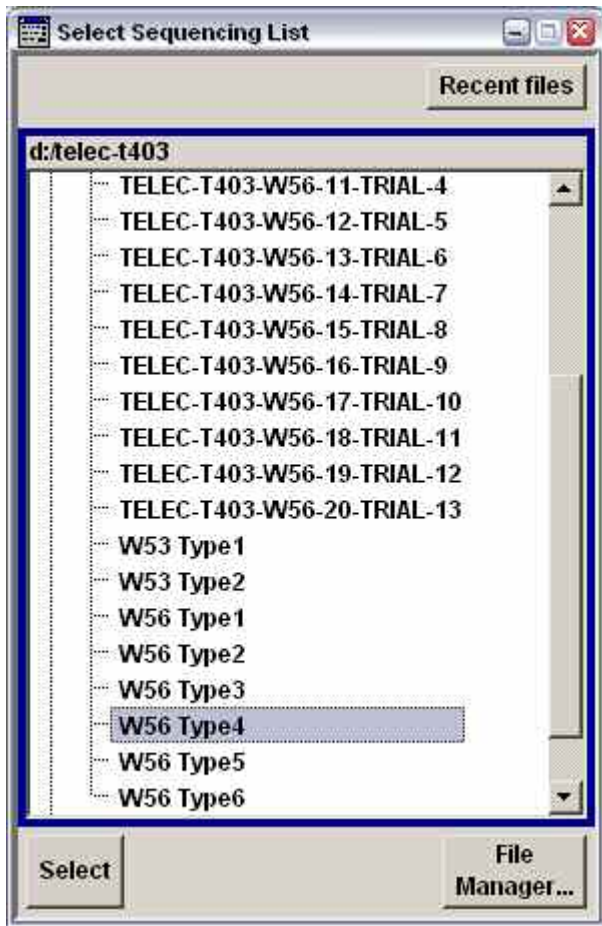 Select Sequencing List
Recent files
d:/telec-t403
TELEC-T403-W56-11-TRIAL-4
TELEC-T403-W56-12-TRIAL-5
TELEC-T403-W56-13-TRIAL-6
TELEC-T403-W56-14-TRIAL-7
TELEC-T403-W56-15-TRIAL-8
TELEC-T403-W56-16-TRIAL-9
TELEC-T403-W56-17-TRIAL-10
TELEC-T403-W56-18-TRIAL-11
TELEC-T403-W56-19-TRIAL-12
TELEC-T403-W56-20-TRIAL-13
W53 Type1
W53 Type2
W56 Type1
W56 Type2
W56 Type3
W56 Type4
W56 Type5
W56 Type6
Select
File
Manager...